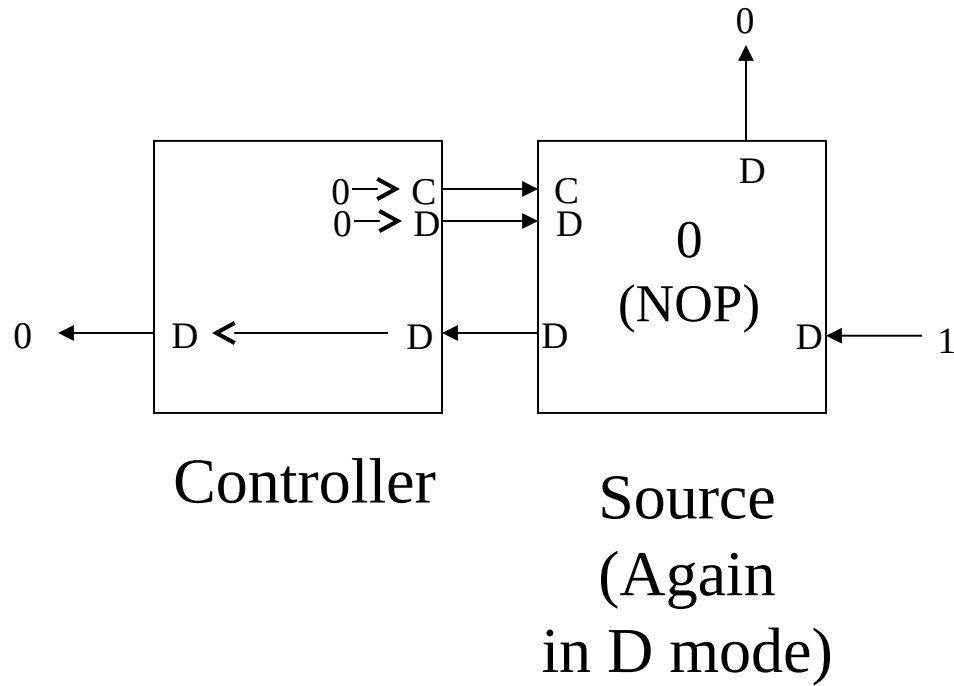 0
D
0 C C
0 D D
0
(NOP)
0 D D D D 1
Controller
Source
(Again
in D mode)